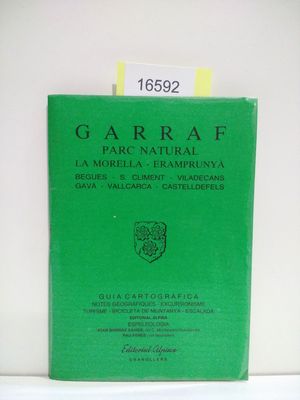 16592
GARRAF
PARC NATURAL
LA MORELLA - ERAMPRUNYÀ
BEGUES - S. CLIMENT - VILADECANS
GAVÀ - VALLCARCA - CASTELLDEFELS
GUIA CARTOGRÀFICA
NOTES GEOGRÀFIQUES - EXCURSIONISME
TURISME - BICICLETA DE MUNTANYA - ESCALADA
EDITORIAL ALPINA
ESPELEOLOGIA
Editorial Alpina
GRANOLLERS